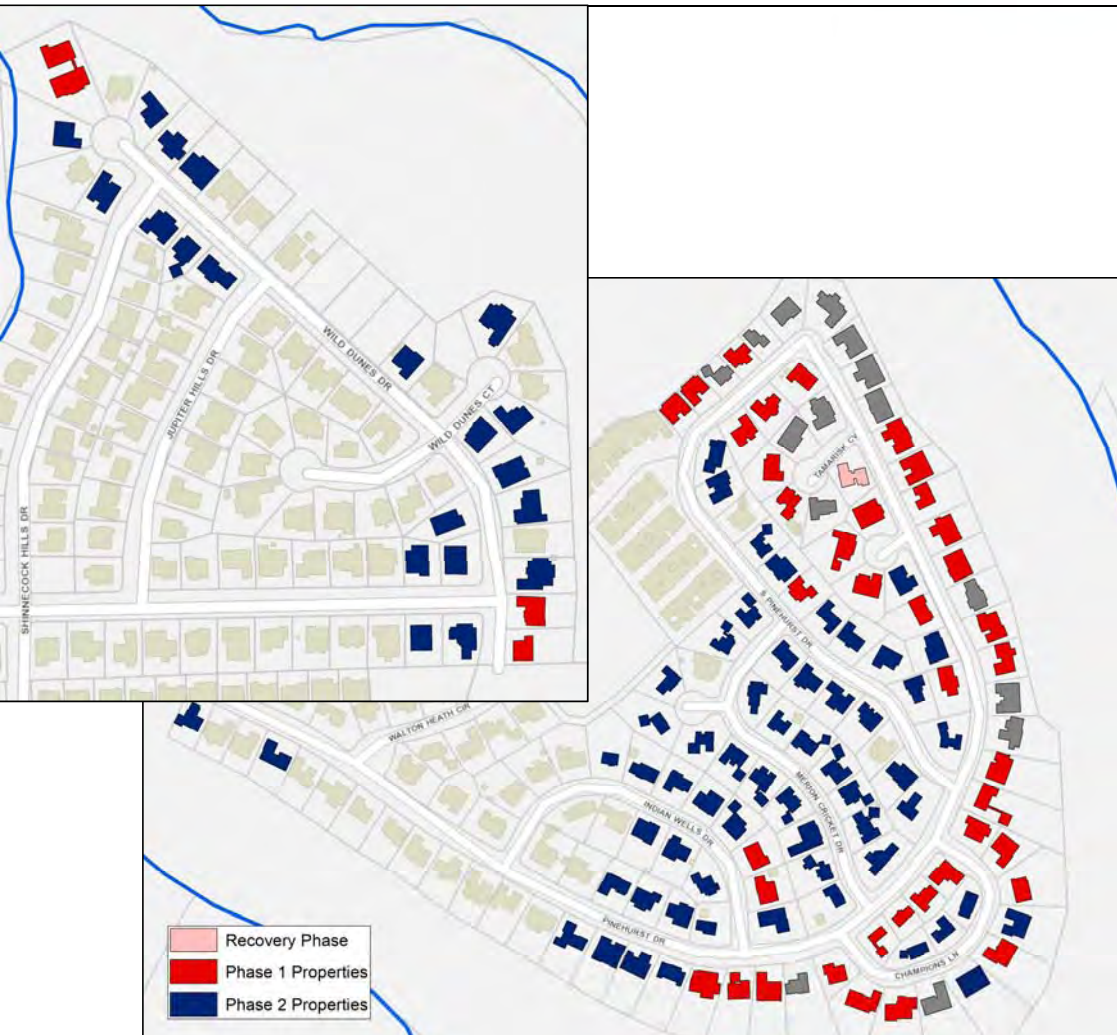 WILD DUNES DR
JUPITER HILLS DR
WILD DUNES CT
SHINNECOCK HILLS DR
TAMARISK CV
S PINEHURST DR
WALTON HEATH CIR
MERION CRICKET DR
INDIAN WELLS DR
PINEHURST DR
CHAMPIONS LN
Recovery Phase
Phase 1 Properties
Phase 2 Properties